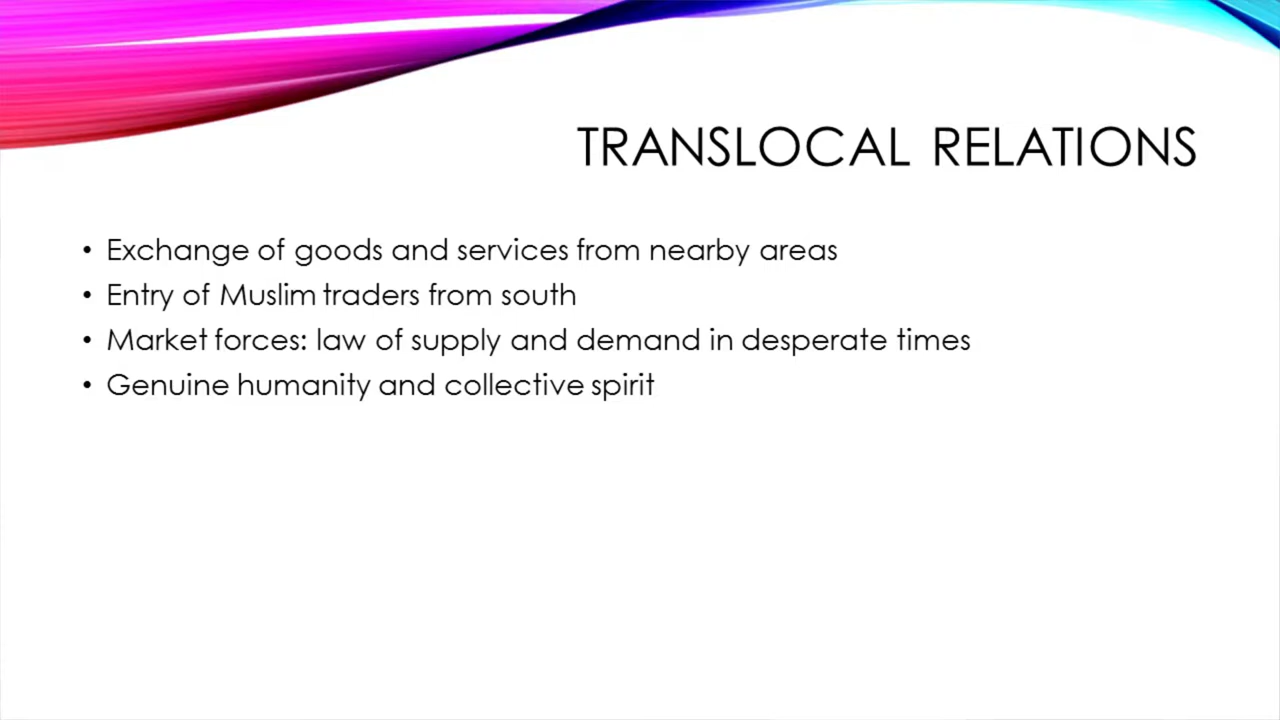 TRANSLOCAL RELATIONS
• Exchange of goods and services from nearby areas
• Entry of Muslim traders from south
• Market forces: law of supply and demand in desperate times
• Genuine humanity and collective spirit